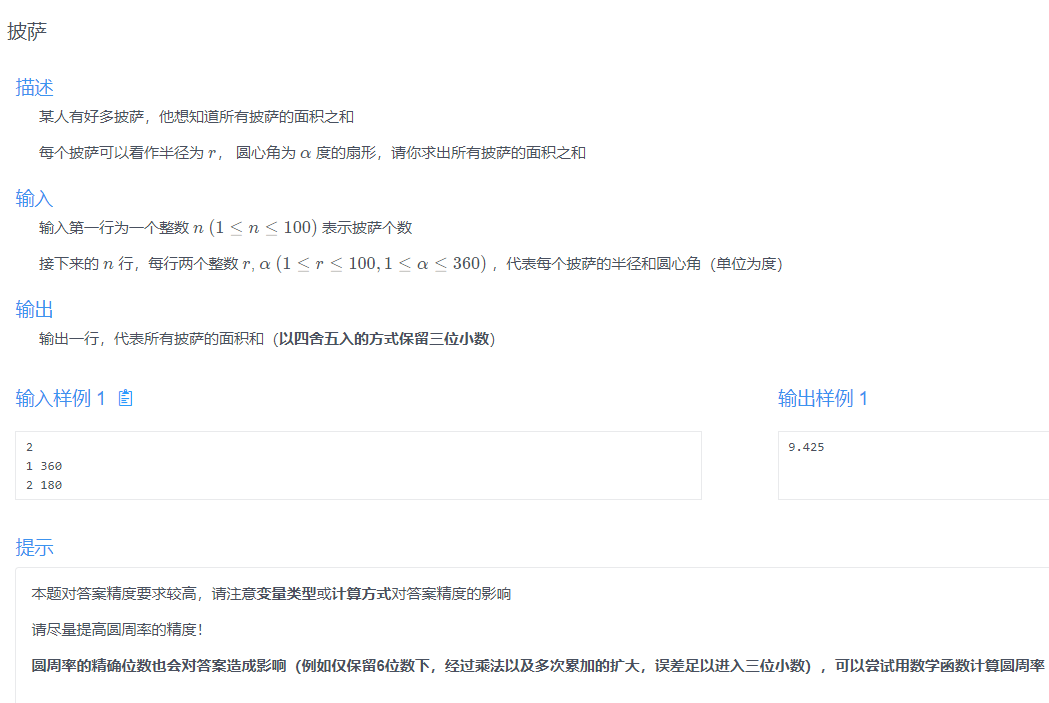 披萨
描述
某人有好多披萨，他想知道所有披萨的面积之和
每个披萨可以看作半径为 r， 圆心角为 α 度的扇形，请你求出所有披萨的面积之和
输入
输入第一行为一个整数 n (1 ≤ n ≤ 100) 表示披萨个数
接下来的 n 行，每行两个整数 r, α (1 ≤ r ≤ 100, 1 ≤ α ≤ 360) ，代表每个披萨的半径和圆心角（单位为度）
输出
输出一行，代表所有披萨的面积和（以四舍五入的方式保留三位小数）
输入样例 1 输出样例 1
2 9.425
1 360
2 180
提示
本题对答案精度要求较高，请注意变量类型或计算方式对答案精度的影响
请尽量提高圆周率的精度！
圆周率的精确位数也会对答案造成影响（例如仅保留6位数下，经过乘法以及多次累加的扩大，误差足以进入三位小数），可以尝试用数学函数计算圆周率